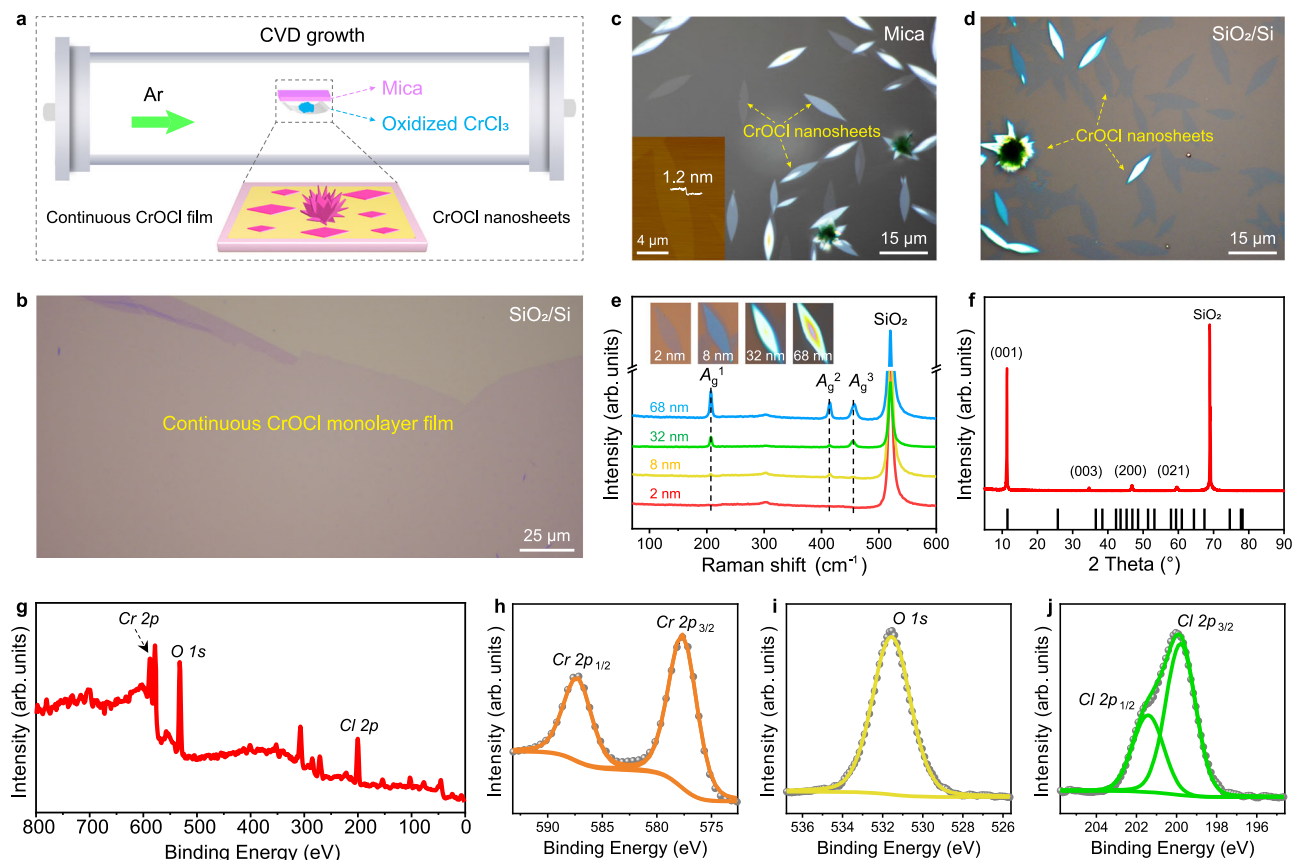 a
CVD growth
Ar
Mica
Oxidized CrCl₃
Continuous CrOCl film
CrOCl nanosheets
b
SiO₂/Si
Continuous CrOCl monolayer film
25 μm
c
Mica
CrOCl nanosheets
1.2 nm
4 μm
15 μm
d
SiO₂/Si
CrOCl nanosheets
15 μm
e
2 nm
8 nm
32 nm
68 nm
SiO₂
A_g^1
A_g^2
A_g^3
68 nm
32 nm
8 nm
2 nm
Intensity (arb. units)
100 200 300 400 500 600
Raman shift (cm⁻¹)
f
SiO₂
(001)
(003)
(200)
(021)
Intensity (arb. units)
10 20 30 40 50 60 70 80 90
2 Theta (°)
g
Cr 2p
O 1s
Cl 2p
Intensity (arb. units)
800 700 600 500 400 300 200 100 0
Binding Energy (eV)
h
Cr 2p₃/₂
Cr 2p₁/₂
Intensity (arb. units)
590 585 580 575
Binding Energy (eV)
i
O 1s
Intensity (arb. units)
536 534 532 530 528 526
Binding Energy (eV)
j
Cl 2p₃/₂
Cl 2p₁/₂
Intensity (arb. units)
204 202 200 198 196
Binding Energy (eV)